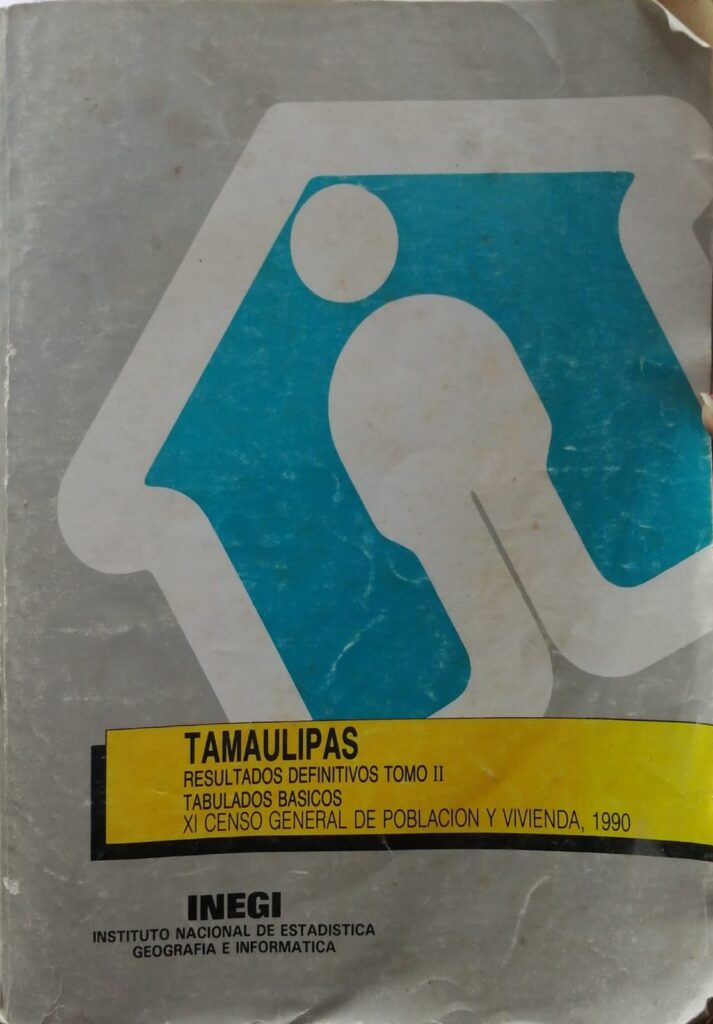 TAMAULIPAS
RESULTADOS DEFINITIVOS TOMO II
TABULADOS BASICOS
XI CENSO GENERAL DE POBLACION Y VIVIENDA, 1990
INEGI
INSTITUTO NACIONAL DE ESTADISTICA
GEOGRAFIA E INFORMATICA